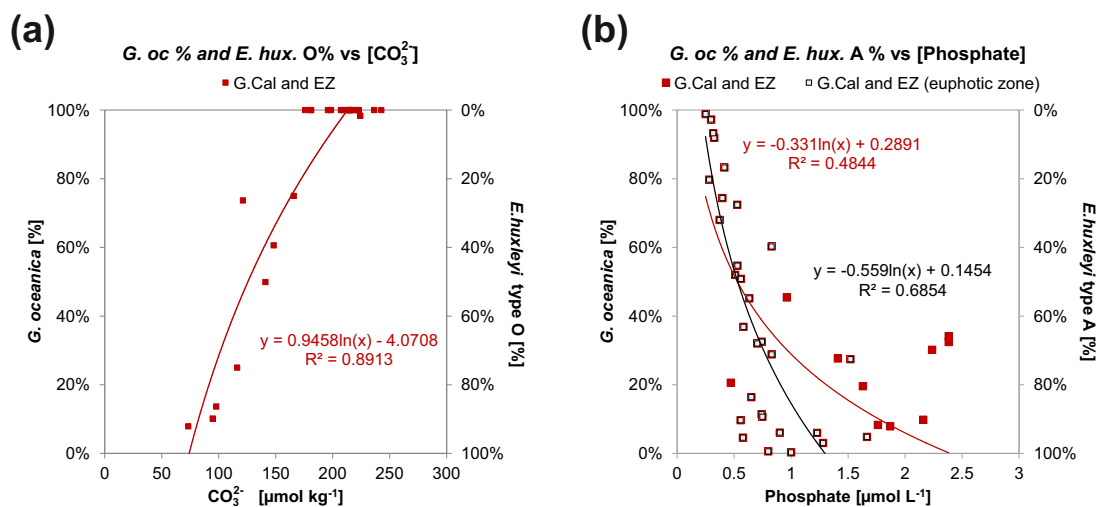 (a)
G. oc % and E. hux. O% vs [CO₃²⁻]
G.Cal and EZ
100%
80%
60%
40%
20%
0%
G. oceanica [%]
0%
20%
40%
60%
80%
100%
E.huxleyi type O [%]
y = 0.9458ln(x) - 4.0708
R² = 0.8913
0 50 100 150 200 250 300
CO₃²⁻ [µmol kg⁻¹]
(b)
G. oc % and E. hux. A % vs [Phosphate]
G.Cal and EZ G.Cal and EZ (euphotic zone)
100%
80%
60%
40%
20%
0%
G. oceanica [%]
0%
20%
40%
60%
80%
100%
E.huxleyi type A [%]
y = -0.331ln(x) + 0.2891
R² = 0.4844
y = -0.559ln(x) + 0.1454
R² = 0.6854
0 0.5 1 1.5 2 2.5 3
Phosphate [µmol L⁻¹]